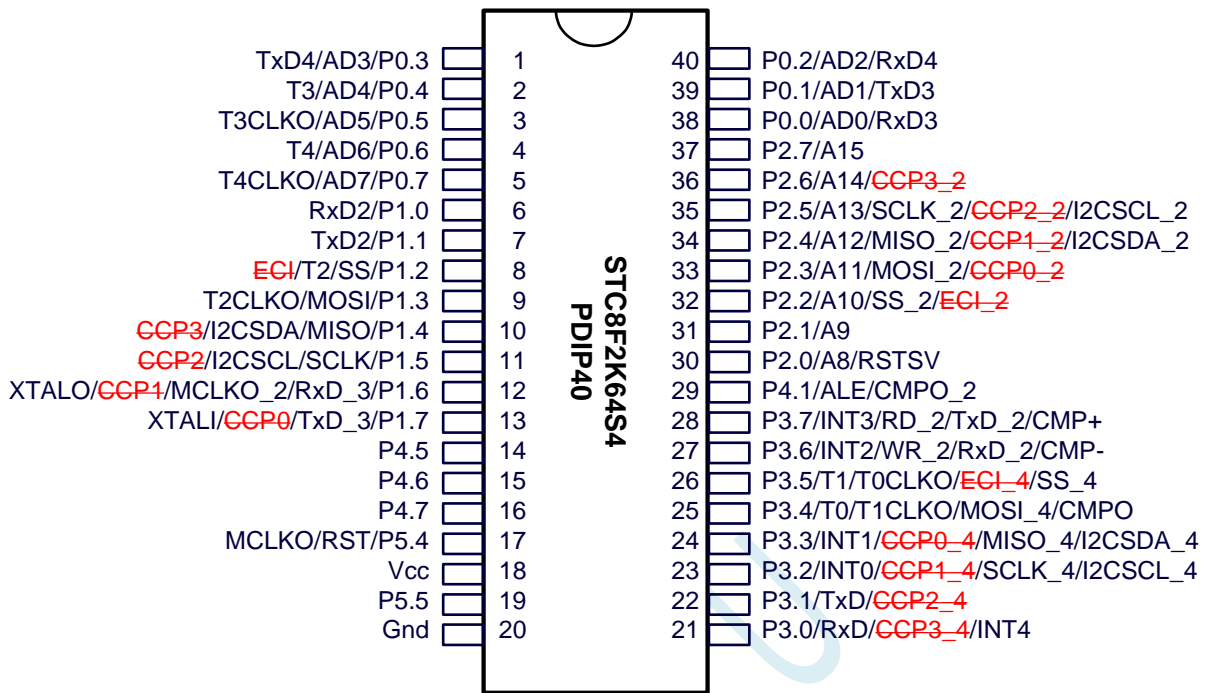 TxD4/AD3/P0.3 1 40 P0.2/AD2/RxD4
T3/AD4/P0.4 2 39 P0.1/AD1/TxD3
T3CLKO/AD5/P0.5 3 38 P0.0/AD0/RxD3
T4/AD6/P0.6 4 37 P2.7/A15
T4CLKO/AD7/P0.7 5 36 P2.6/A14/CCP3_2
RxD2/P1.0 6 35 P2.5/A13/SCLK_2/CCP2_2/I2CSCL_2
TxD2/P1.1 7 34 P2.4/A12/MISO_2/CCP1_2/I2CSDA_2
ECI/T2/SS/P1.2 8 33 P2.3/A11/MOSI_2/CCP0_2
T2CLKO/MOSI/P1.3 9 32 P2.2/A10/SS_2/ECI_2
CCP3/I2CSDA/MISO/P1.4 10 31 P2.1/A9
CCP2/I2CSCL/SCLK/P1.5 11 30 P2.0/A8/RSTSV
XTALO/CCP1/MCLKO_2/RxD_3/P1.6 12 29 P4.1/ALE/CMPO_2
XTALI/CCP0/TxD_3/P1.7 13 28 P3.7/INT3/RD_2/TxD_2/CMP+
P4.5 14 27 P3.6/INT2/WR_2/RxD_2/CMP-
P4.6 15 26 P3.5/T1/T0CLKO/ECI_4/SS_4
P4.7 16 25 P3.4/T0/T1CLKO/MOSI_4/CMPO
MCLKO/RST/P5.4 17 24 P3.3/INT1/CCP0_4/MISO_4/I2CSDA_4
Vcc 18 23 P3.2/INT0/CCP1_4/SCLK_4/I2CSCL_4
P5.5 19 22 P3.1/TxD/CCP2_4
Gnd 20 21 P3.0/RxD/CCP3_4/INT4
STC8F2K64S4
PDIP40